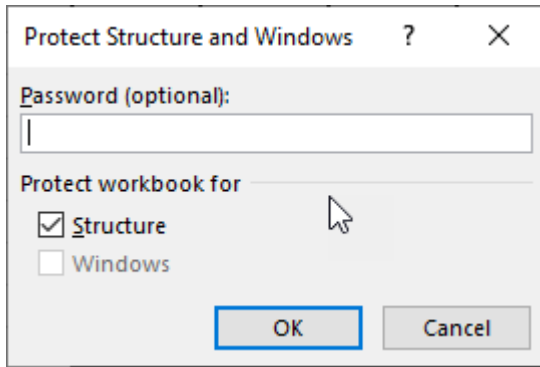 Protect Structure and Windows ?
Password (optional):
Protect workbook for
Structure
Windows
OK Cancel